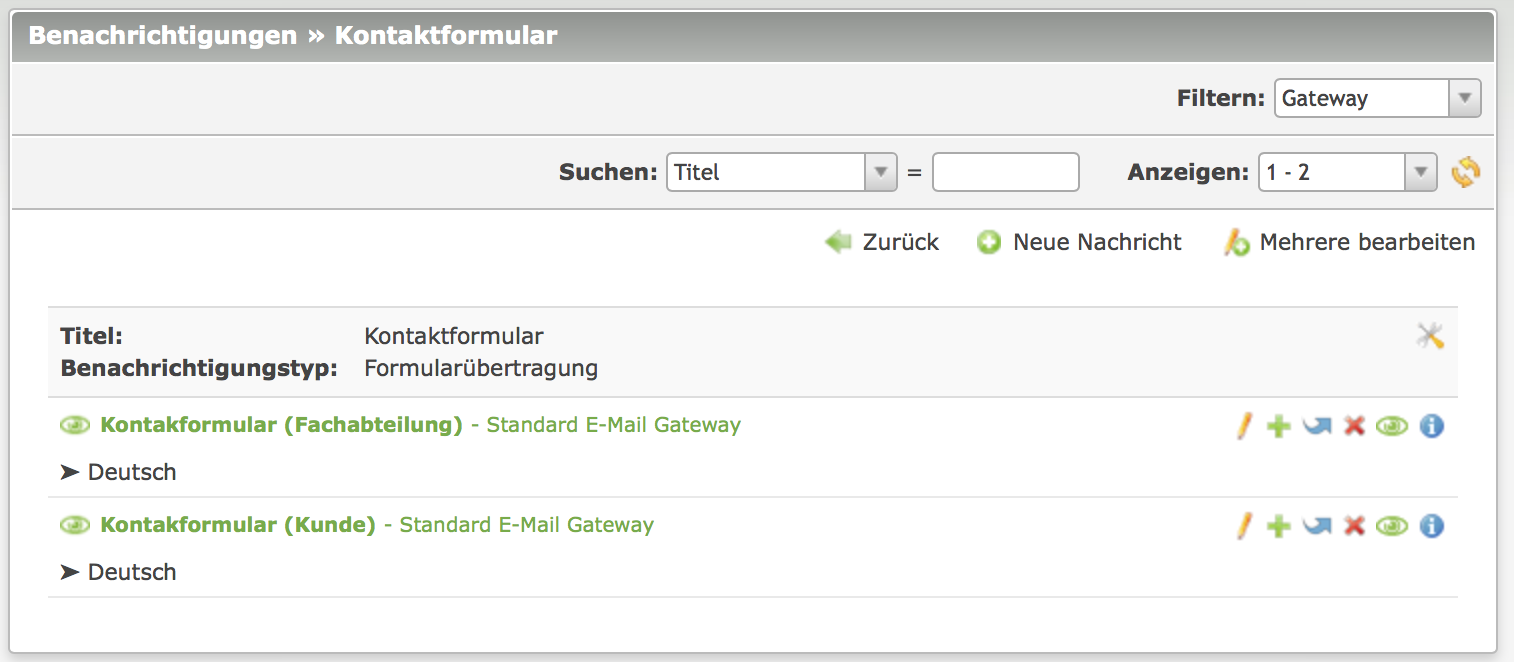 Benachrichtigungen » Kontaktformular
Filtern: Gateway
Suchen: Titel = Anzeigen: 1 - 2
Zurück Neue Nachricht Mehrere bearbeiten
Titel: Kontaktformular
Benachrichtigungstyp: Formularübertragung
Kontakformular (Fachabteilung) - Standard E-Mail Gateway
➤ Deutsch
Kontakformular (Kunde) - Standard E-Mail Gateway
➤ Deutsch